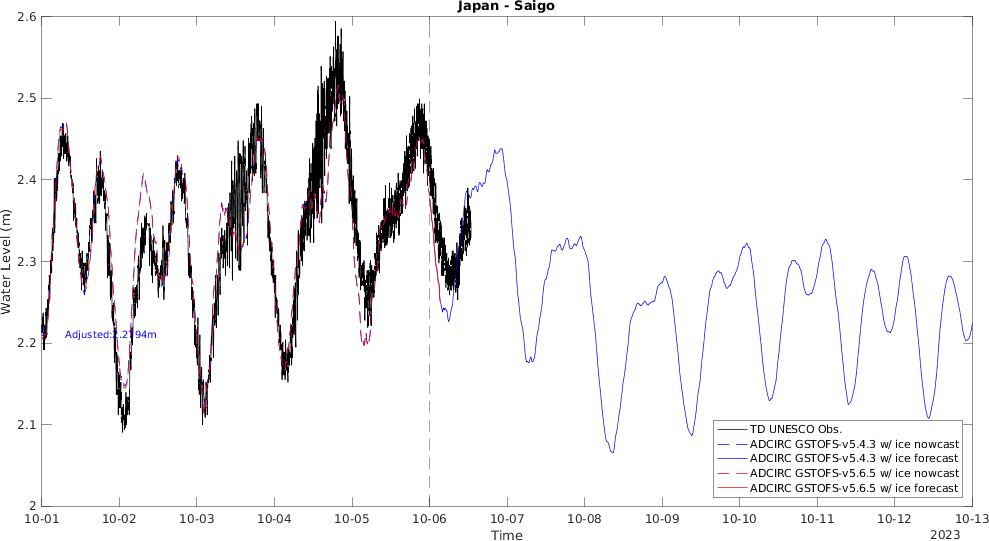 Japan - Saigo
2.6
2.5
2.4
2.3
2.2
2.1
2
Water Level (m)
Adjusted:2.2794m
TD UNESCO Obs.
ADCIRC GSTOFS-v5.4.3 w/ ice nowcast
ADCIRC GSTOFS-v5.4.3 w/ ice forecast
ADCIRC GSTOFS-v5.6.5 w/ ice nowcast
ADCIRC GSTOFS-v5.6.5 w/ ice forecast
10-01 10-02 10-03 10-04 10-05 10-06 10-07 10-08 10-09 10-10 10-11 10-12 10-13
Time
2023